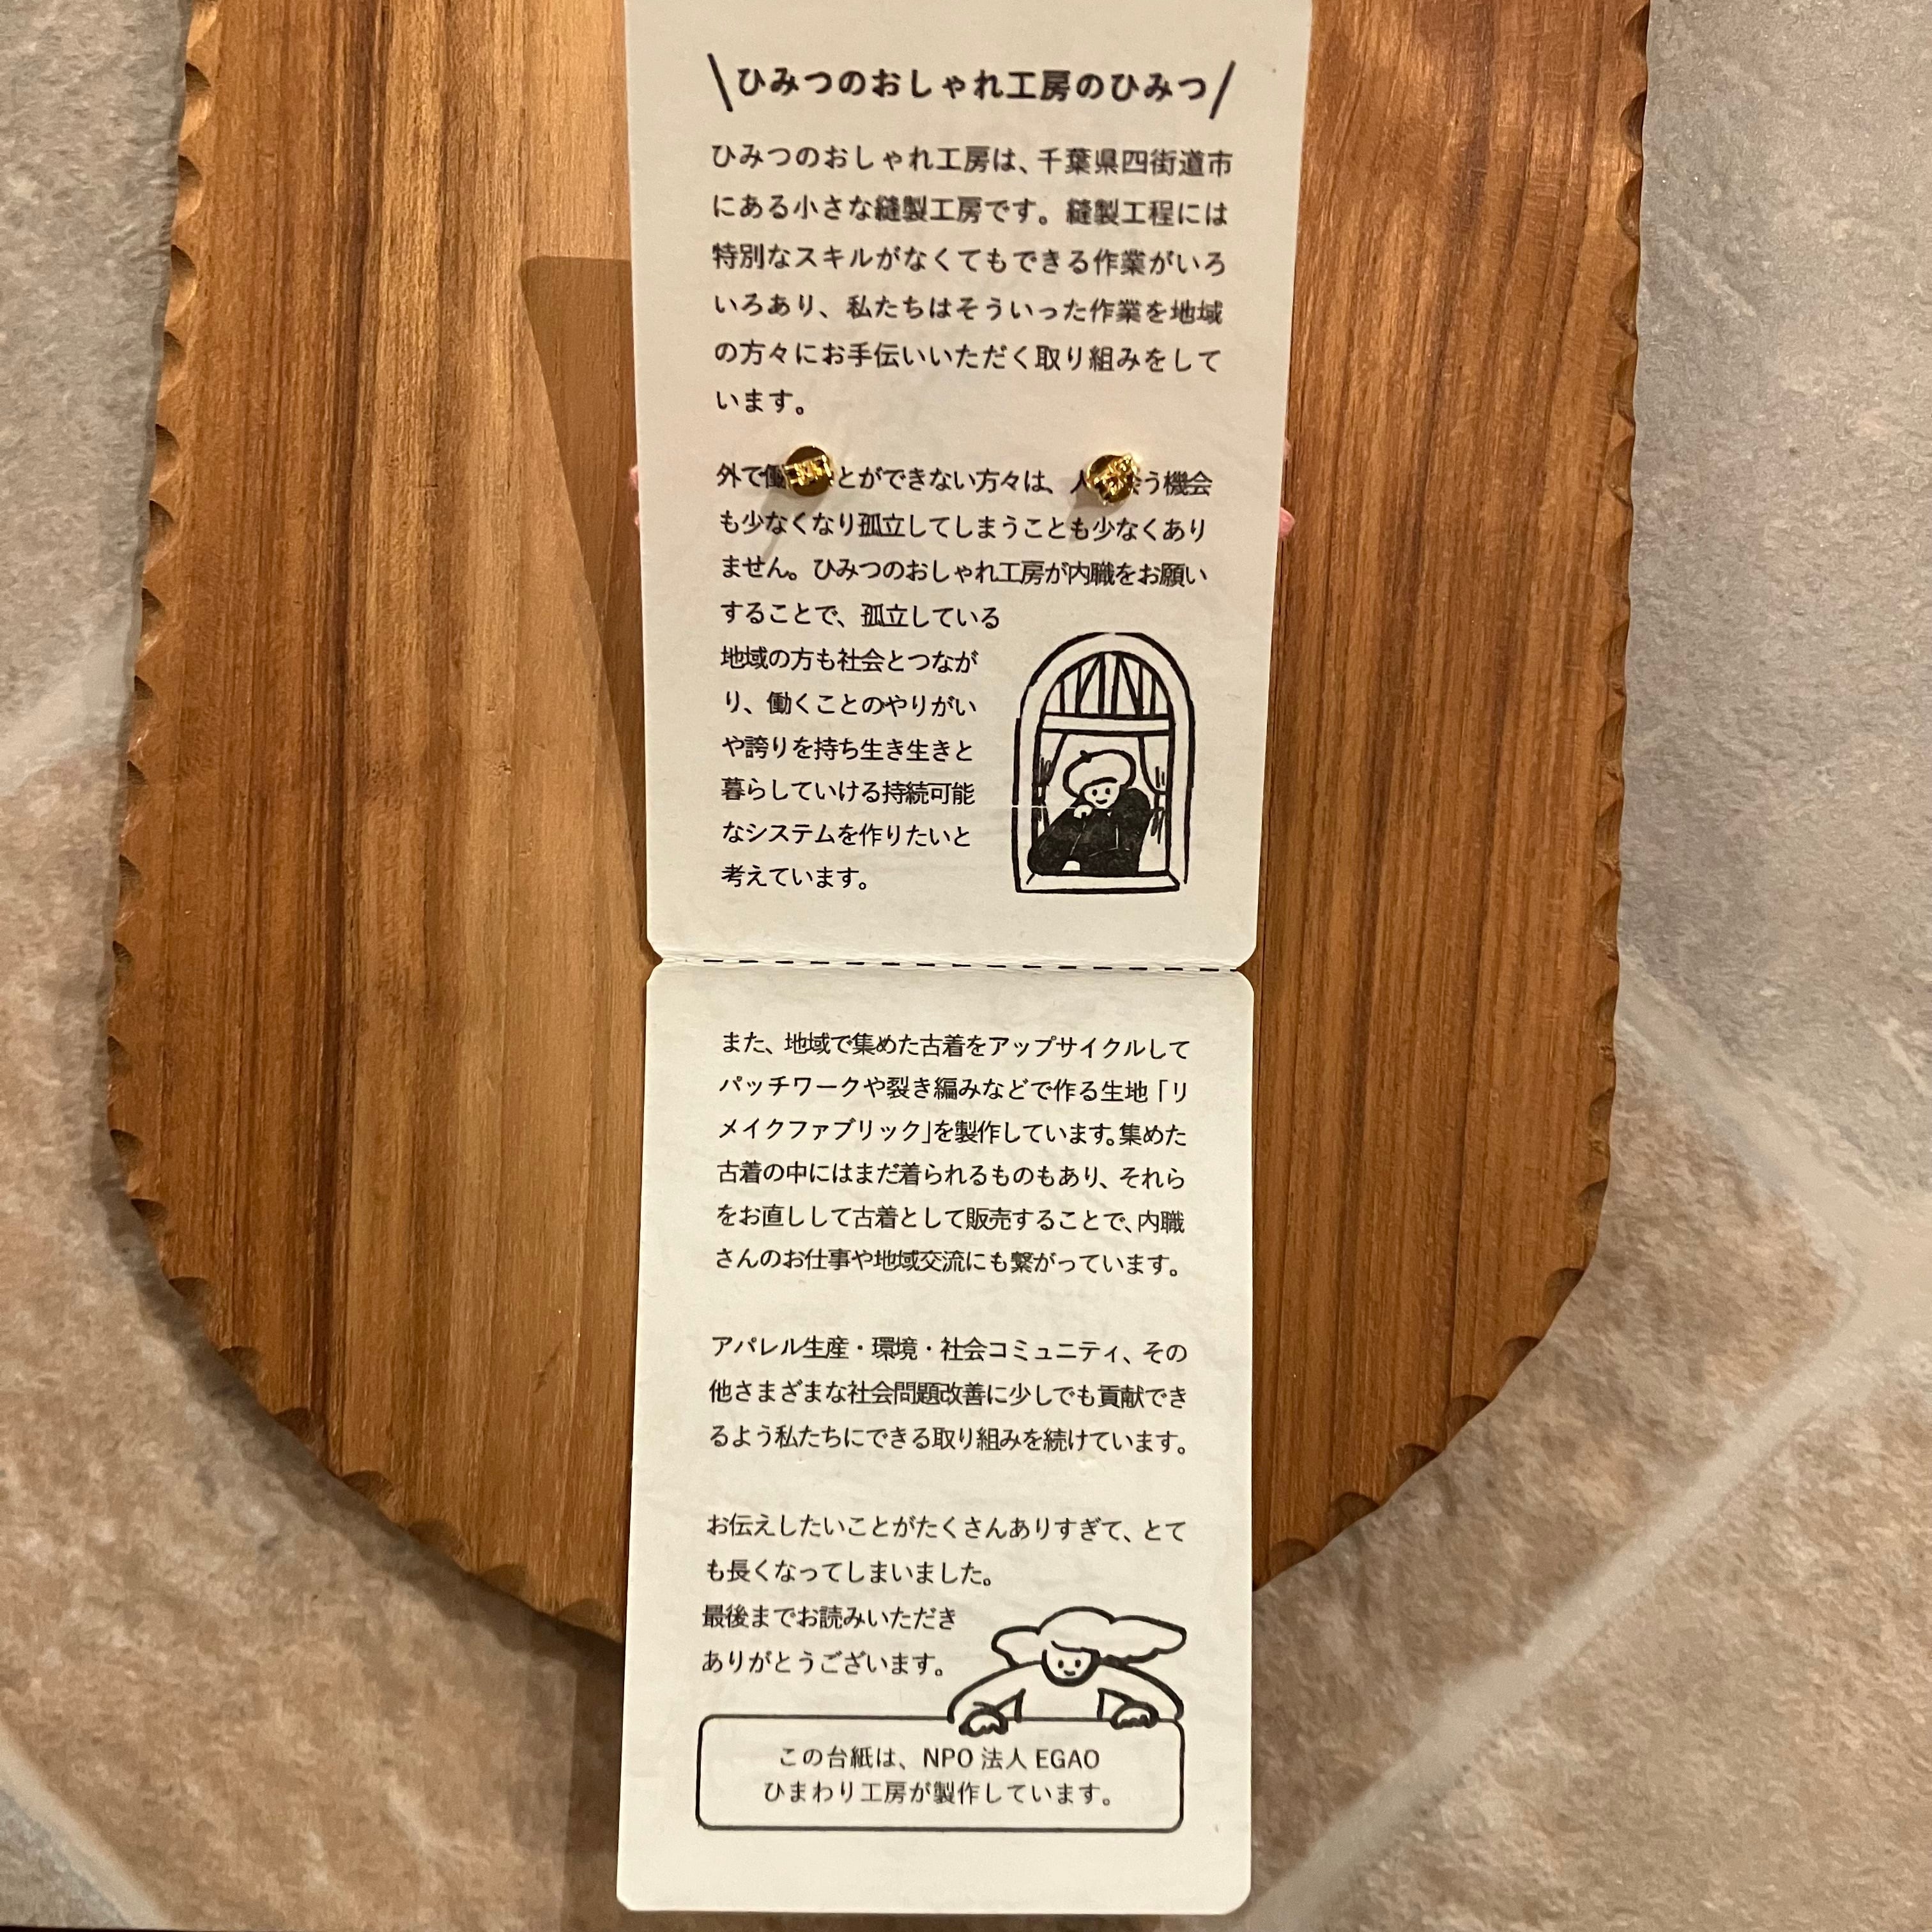 \ひみつのおしゃれ工房のひみつ/
ひみつのおしゃれ工房は、千葉県四街道市
にある小さな縫製工房です。縫製工程には
特別なスキルがなくてもできる作業がいろ
いろあり、私たちはそういった作業を地域
の方々にお手伝いいただく取り組みをして
います。
外で働 とができない方々は、人 会う機会
も少なくなり孤立してしまうことも少なくあり
ません。ひみつのおしゃれ工房が内職をお願い
することで、孤立している
地域の方も社会とつなが
り、働くことのやりがい
や誇りを持ち生き生きと
暮らしていける持続可能
なシステムを作りたいと
考えています。
また、地域で集めた古着をアップサイクルして
パッチワークや裂き編みなどで作る生地「リ
メイクファブリック」を製作しています。集めた
古着の中にはまだ着られるものもあり、それら
をお直しして古着として販売することで、内職
さんのお仕事や地域交流にも繋がっています。
アパレル生産・環境・社会コミュニティ、その
他さまざまな社会問題改善に少しでも貢献でき
るよう私たちにできる取り組みを続けています。
お伝えしたいことがたくさんありすぎて、とて
も長くなってしまいました。
最後までお読みいただき
ありがとうございます。
この台紙は、NPO 法人 EGAO
ひまわり工房が製作しています。